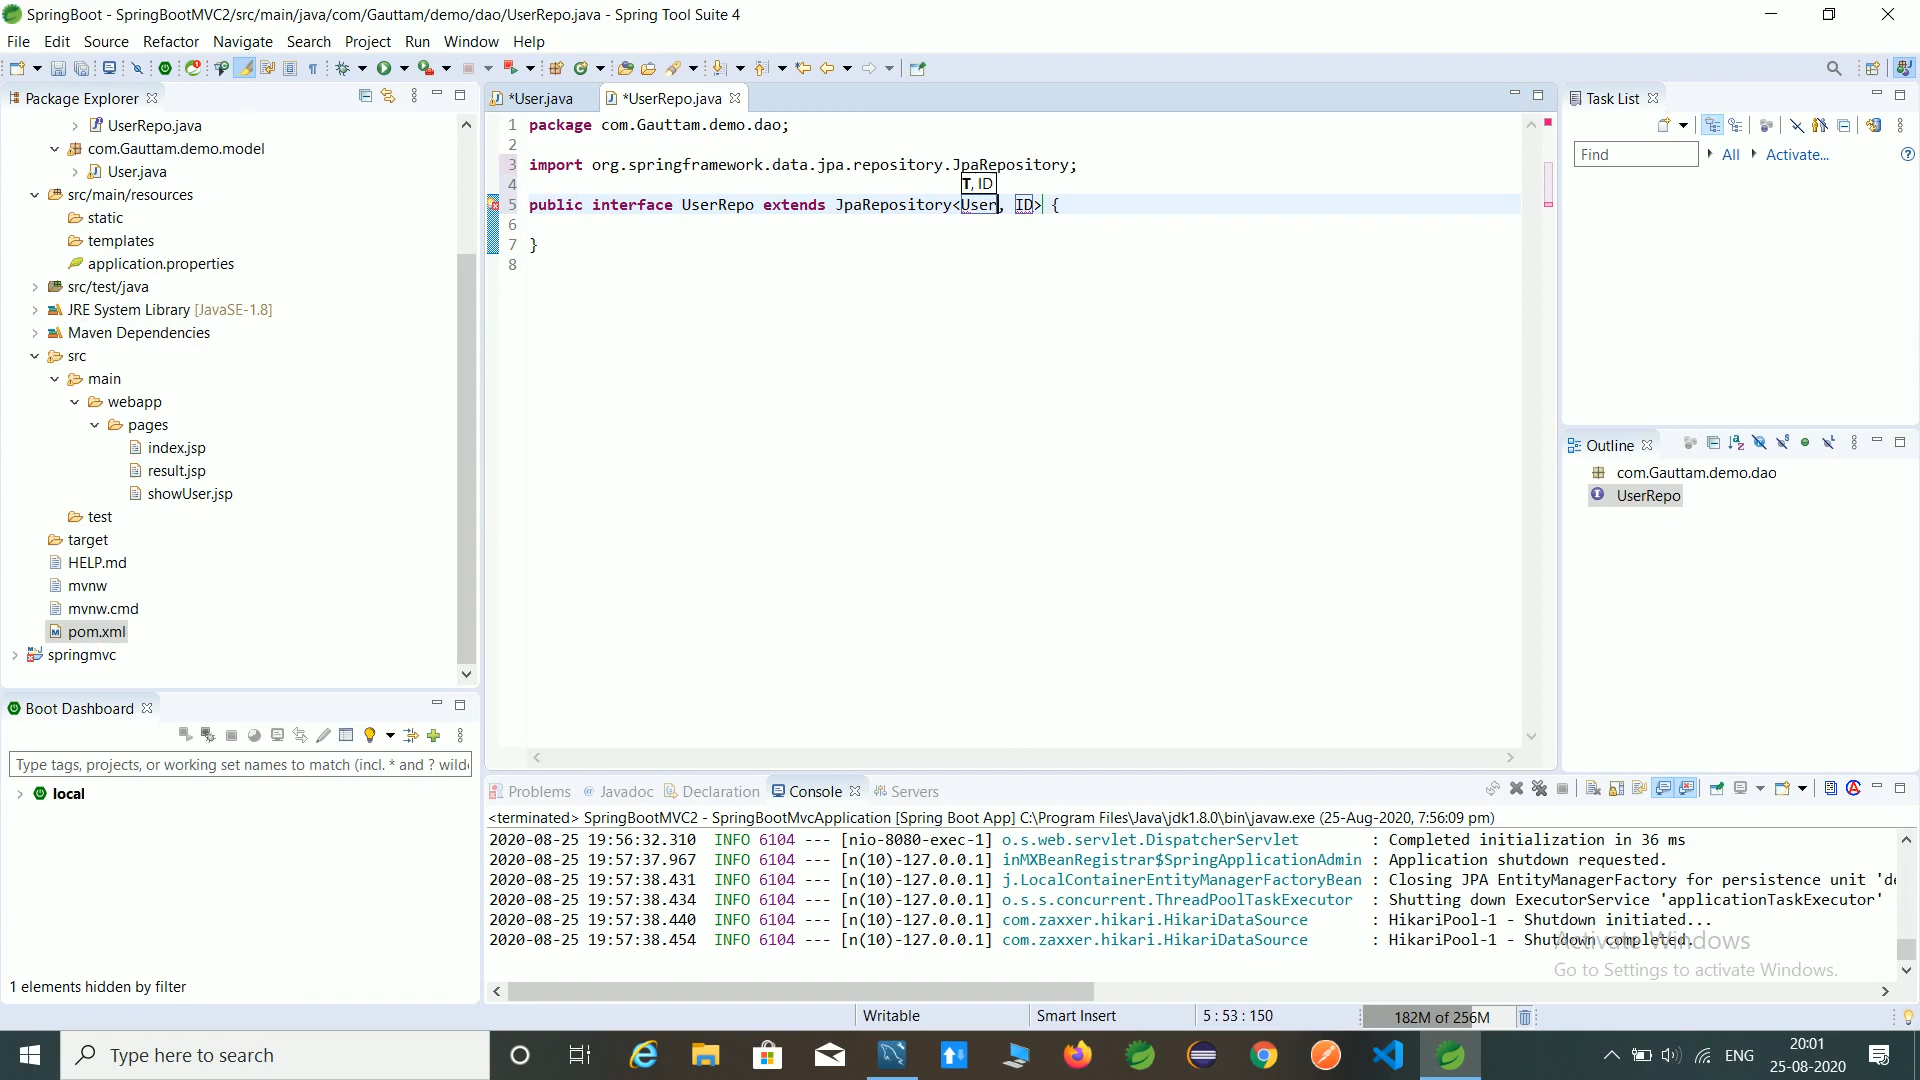 SpringBoot - SpringBootMVC2/src/main/java/com/Gauttam/demo/dao/UserRepo.java - Spring Tool Suite 4
File Edit Source Refactor Navigate Search Project Run Window Help
Package Explorer
UserRepo.java
com.Gauttam.demo.model
User.java
src/main/resources
static
templates
application.properties
src/test/java
JRE System Library [JavaSE-1.8]
Maven Dependencies
src
main
webapp
pages
index.jsp
result.jsp
showUser.jsp
test
target
HELP.md
mvnw
mvnw.cmd
pom.xml
springmvc
Boot Dashboard
Type tags, projects, or working set names to match (incl. * and ? wild
local
1 elements hidden by filter
*User.java
*UserRepo.java
1 package com.Gauttam.demo.dao;
2
3 import org.springframework.data.jpa.repository.JpaRepository;
4
T, ID
5 public interface UserRepo extends JpaRepository<User, ID> {
6
7 }
8
Task List
Find All Activate...
Outline
com.Gauttam.demo.dao
UserRepo
Problems @ Javadoc Declaration Console Servers
<terminated> SpringBootMVC2 - SpringBootMvcApplication [Spring Boot App] C:\Program Files\Java\jdk1.8.0\bin\javaw.exe (25-Aug-2020, 7:56:09 pm)
2020-08-25 19:56:32.310 INFO 6104 --- [nio-8080-exec-1] o.s.web.servlet.DispatcherServlet : Completed initialization in 36 ms
2020-08-25 19:57:37.967 INFO 6104 --- [n(10)-127.0.0.1] inMXBeanRegistrar$SpringApplicationAdmin : Application shutdown requested.
2020-08-25 19:57:38.431 INFO 6104 --- [n(10)-127.0.0.1] j.LocalContainerEntityManagerFactoryBean : Closing JPA EntityManagerFactory for persistence unit 'de
2020-08-25 19:57:38.434 INFO 6104 --- [n(10)-127.0.0.1] o.s.s.concurrent.ThreadPoolTaskExecutor : Shutting down ExecutorService 'applicationTaskExecutor'
2020-08-25 19:57:38.440 INFO 6104 --- [n(10)-127.0.0.1] com.zaxxer.hikari.HikariDataSource : HikariPool-1 - Shutdown initiated...
2020-08-25 19:57:38.454 INFO 6104 --- [n(10)-127.0.0.1] com.zaxxer.hikari.HikariDataSource : HikariPool-1 - Shutdown completed.
Activate Windows
Go to Settings to activate Windows.
Writable Smart Insert 5 : 53 : 150 182M of 256M
Type here to search
ENG
20:01
25-08-2020